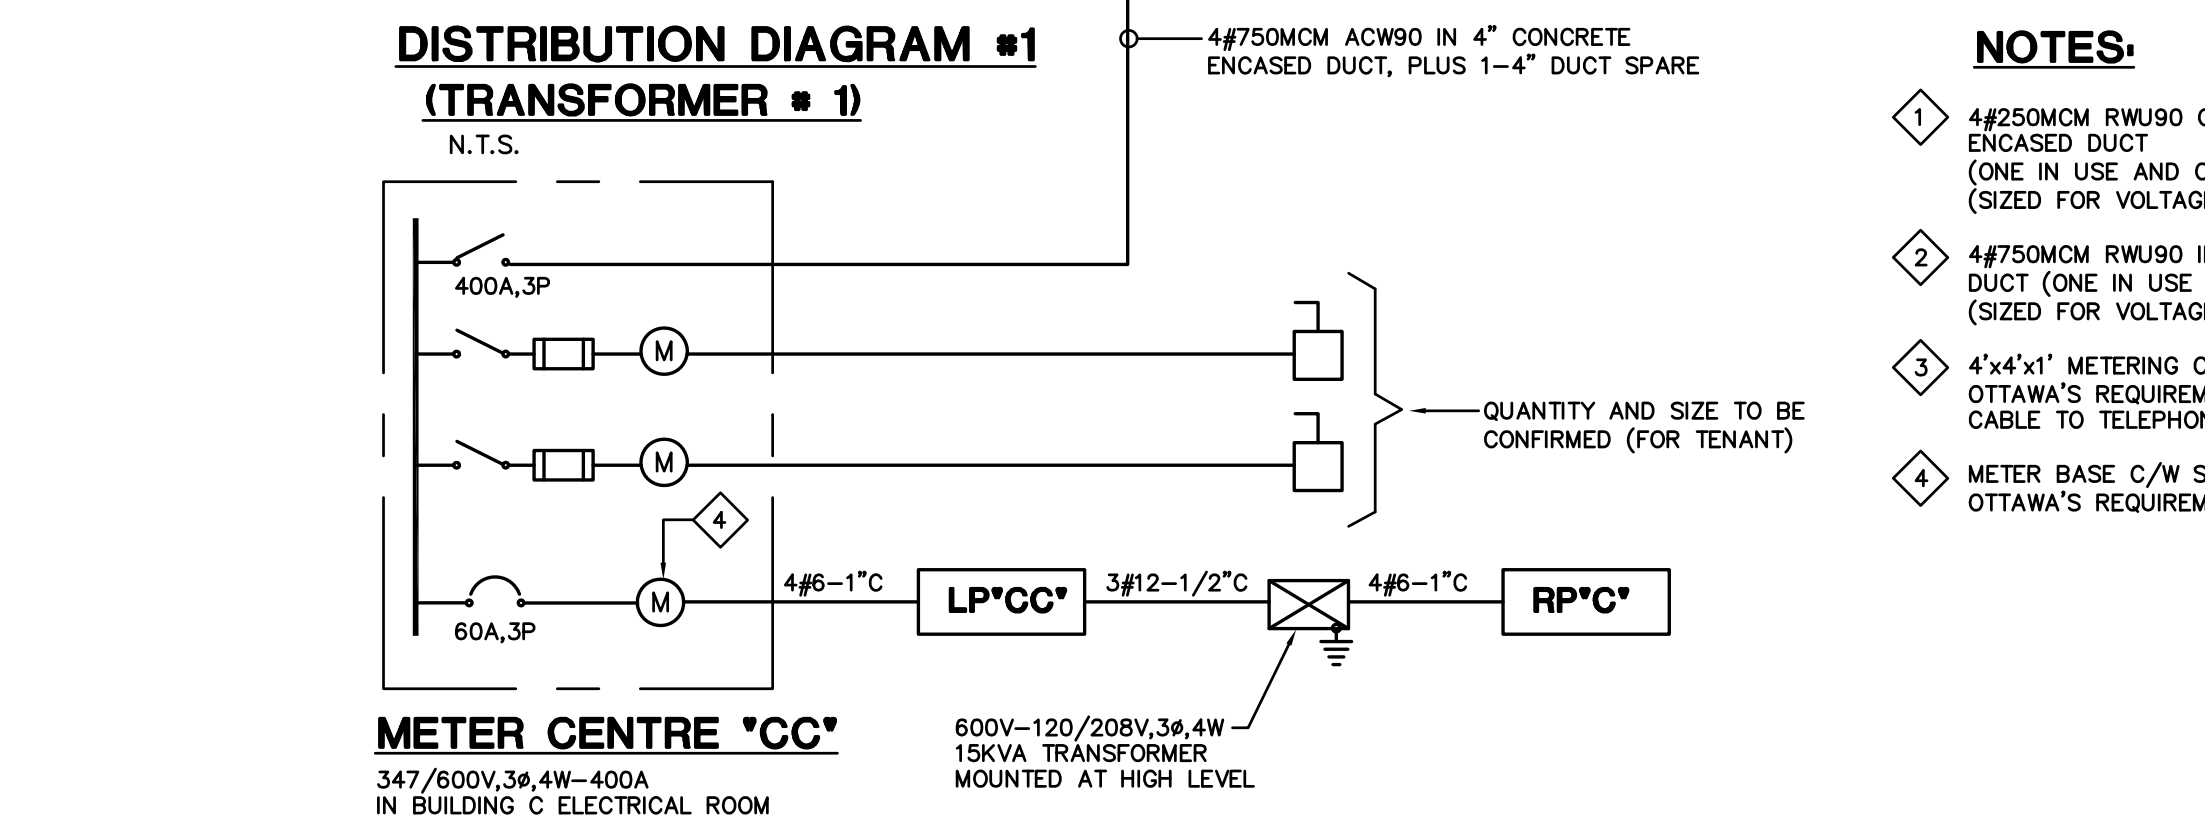 DISTRIBUTION DIAGRAM #1
(TRANSFORMER # 1)
N.T.S.
4#750MCM ACW90 IN 4" CONCRETE
ENCASED DUCT, PLUS 1-4" DUCT SPARE
400A,3P
M
M
QUANTITY AND SIZE TO BE
CONFIRMED (FOR TENANT)
4
60A,3P
M
4#6-1"C
LP"CC"
3#12-1/2"C
4#6-1"C
RP"C"
600V-120/208V,3ø,4W
15KVA TRANSFORMER
MOUNTED AT HIGH LEVEL
METER CENTRE "CC"
347/600V,3ø,4W-400A
IN BUILDING C ELECTRICAL ROOM
NOTES:
1
4#250MCM RWU90
ENCASED DUCT
(ONE IN USE AND
(SIZED FOR
2
4#750MCM RWU90
DUCT (ONE IN USE
(SIZED FOR
3
4'x4'x1' METERING
OTTAWA'S
CABLE TO
4
METER BASE C/W
OTTAWA'S